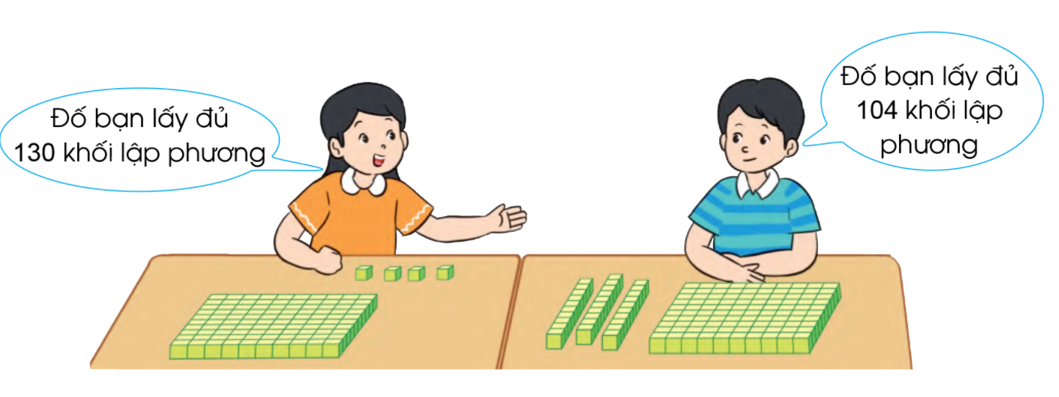 Đố bạn lấy đủ
130 khối lập phương
Đố bạn lấy đủ
104 khối lập
phương